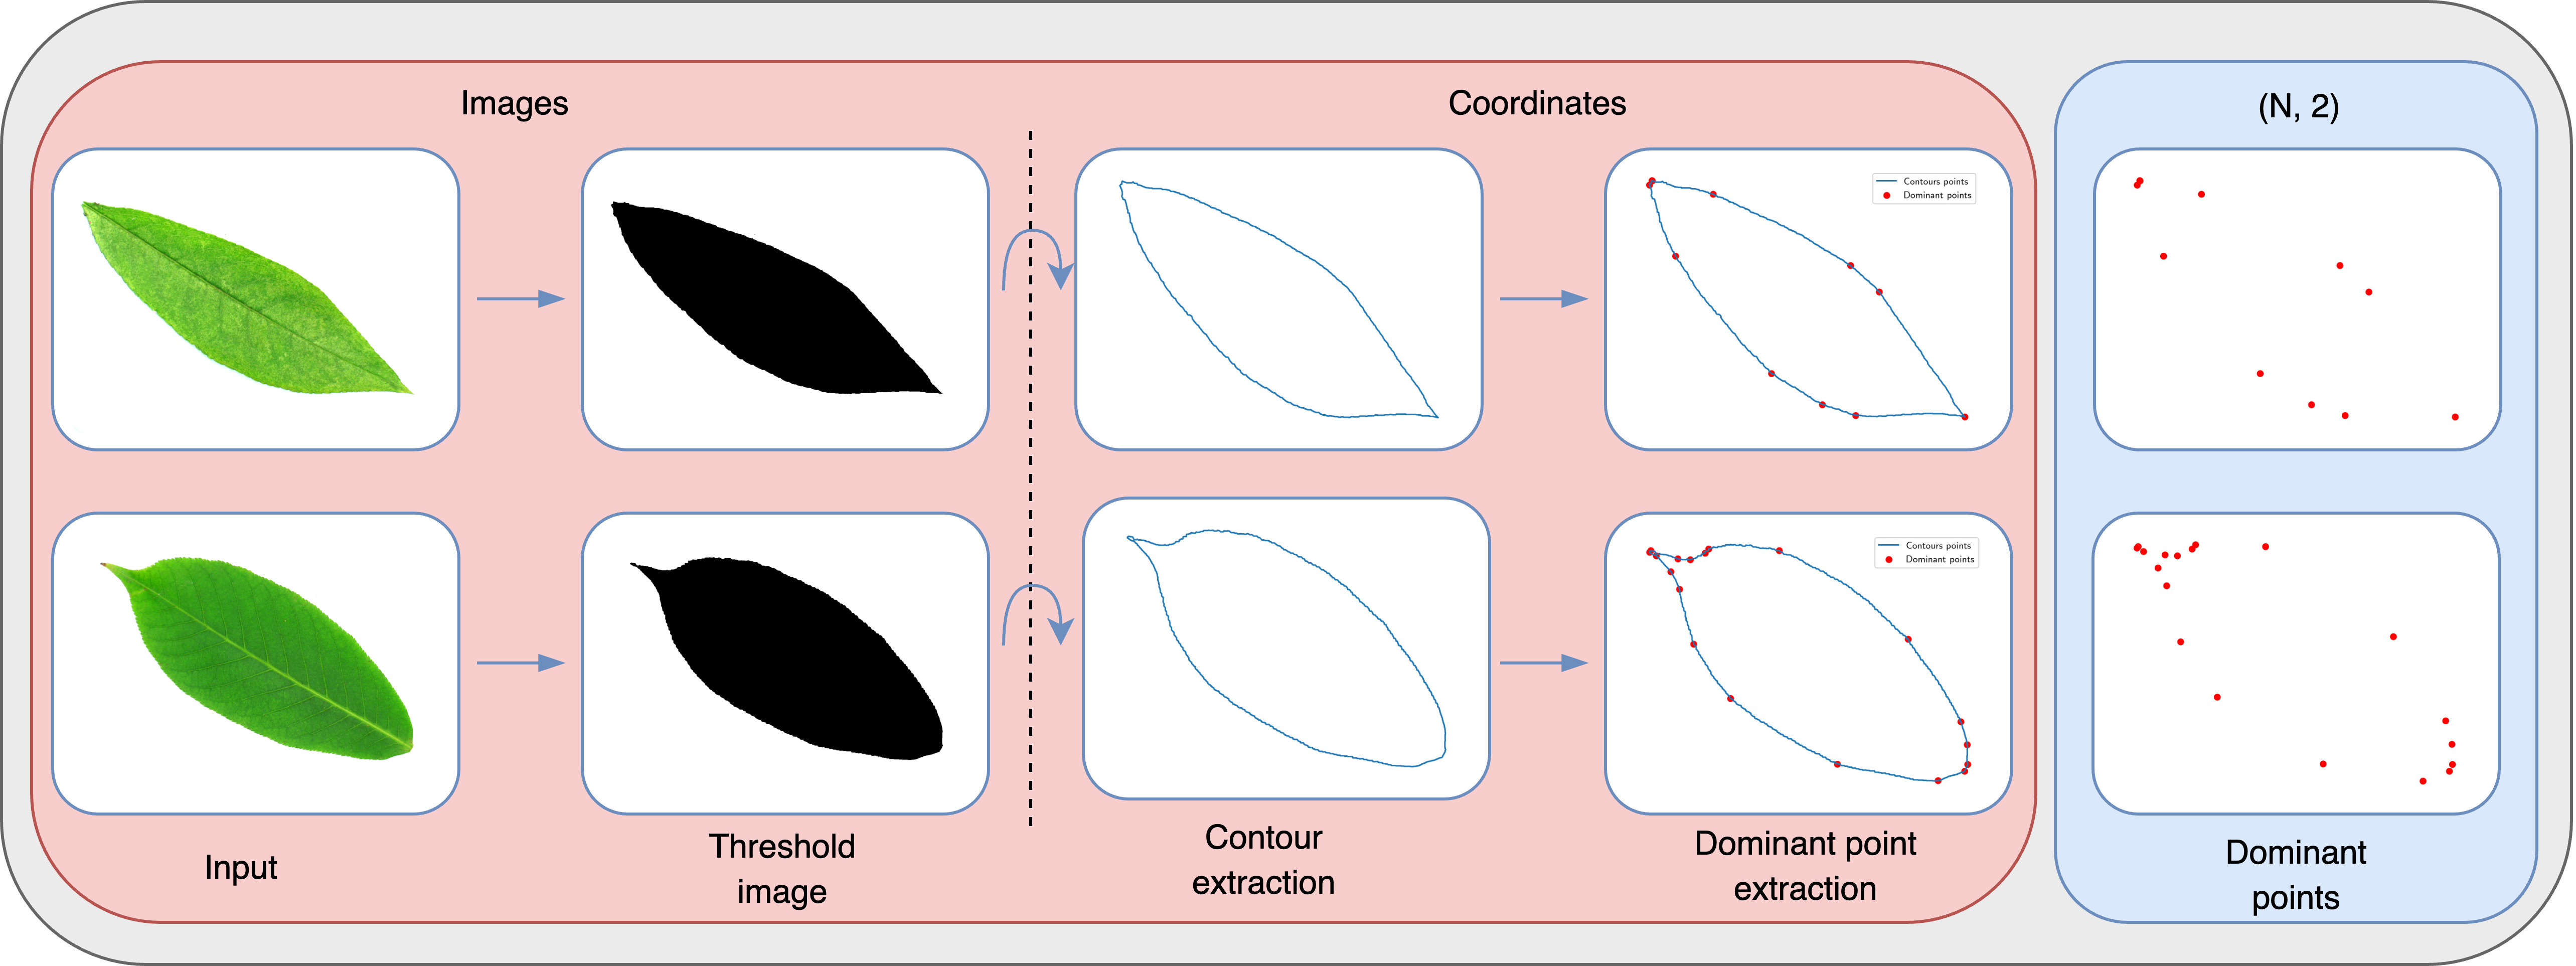 Images
Coordinates
(N, 2)
Contours points
Dominant points
Contours points
Dominant points
Input
Threshold
image
Contour
extraction
Dominant point
extraction
Dominant
points